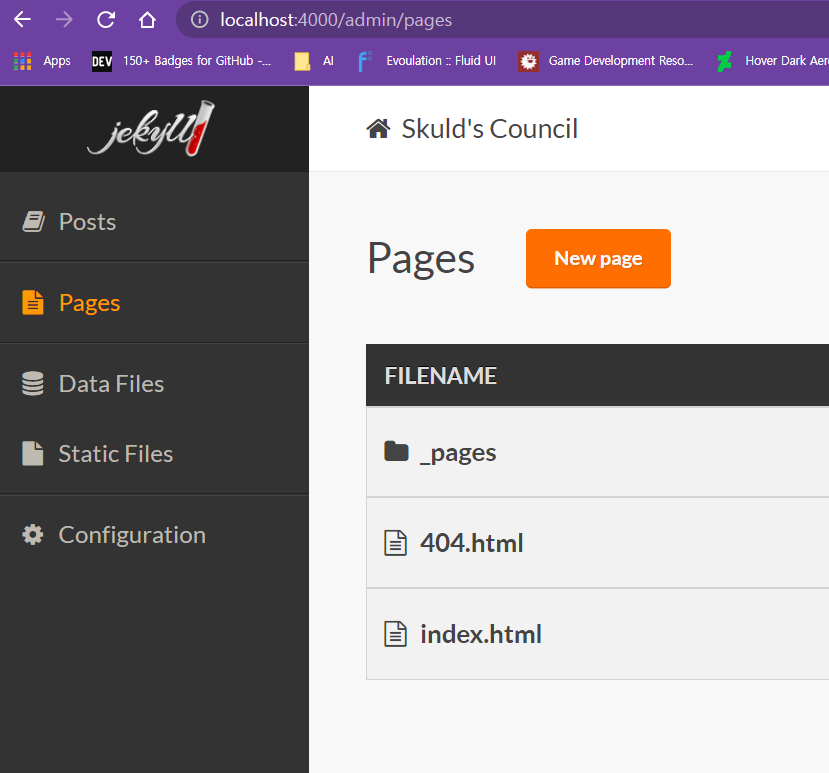 localhost:4000/admin/pages
Apps
DEV
150+ Badges for GitHub -...
AI
Evoulation :: Fluid UI
Game Development Reso...
Hover Dark Aer
jekyll
Skuld's Council
Posts
Pages
Data Files
Static Files
Configuration
Pages
New page
FILENAME
_pages
404.html
index.html